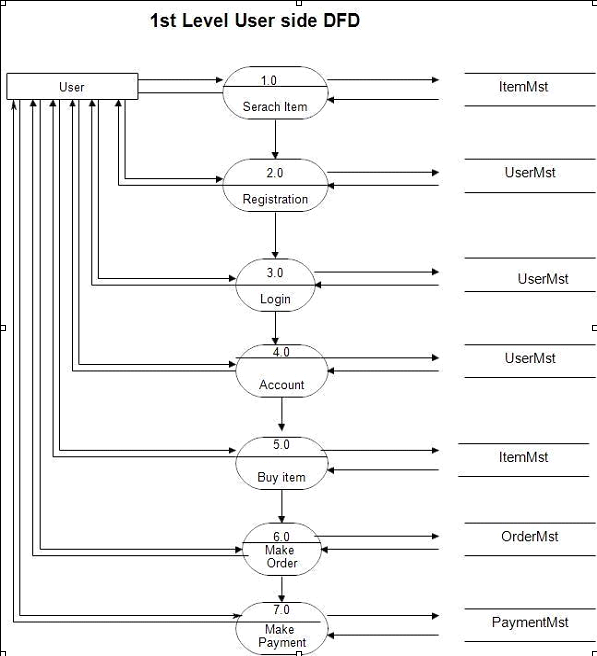 1st Level User side DFD
User
1.0
Serach Item
ItemMst
2.0
Registration
UserMst
3.0
Login
UserMst
4.0
Account
UserMst
5.0
Buy item
ItemMst
6.0
Make
Order
OrderMst
7.0
Make
Payment
PaymentMst